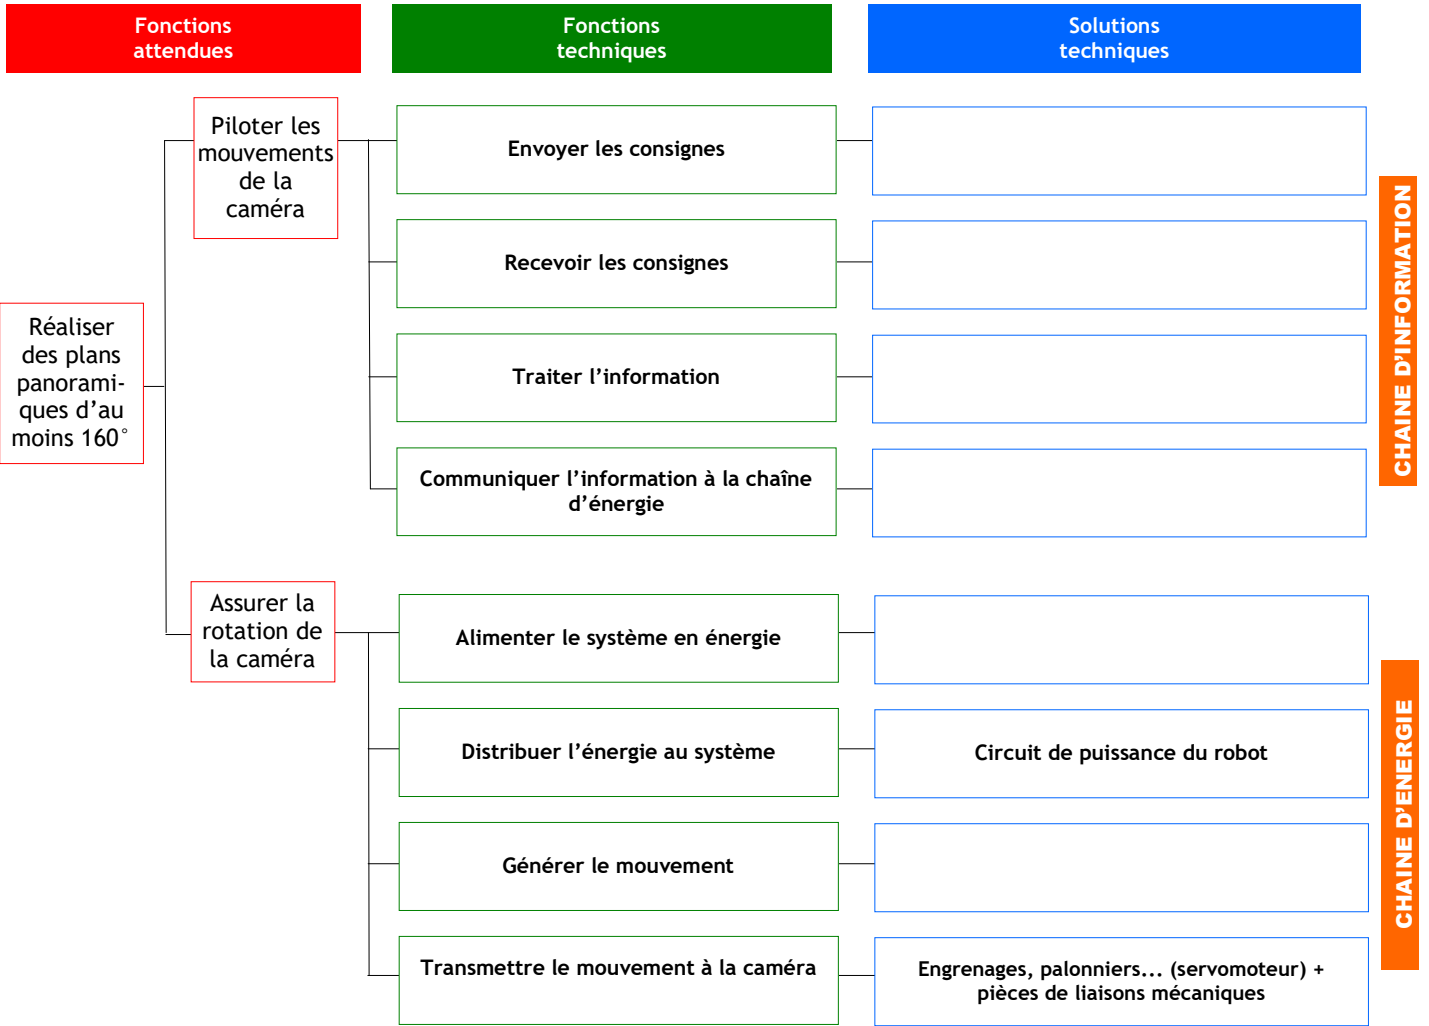 Fonctions
attendues
Fonctions
techniques
Solutions
techniques
Réaliser
des plans
panorami-
ques d’au
moins 160°
Piloter les
mouvements
de la
caméra
Envoyer les consignes
Recevoir les consignes
Traiter l’information
Communiquer l’information à la chaîne
d’énergie
CHAINE D’INFORMATION
Assurer la
rotation de
la caméra
Alimenter le système en énergie
Distribuer l’énergie au système
Circuit de puissance du robot
Générer le mouvement
Transmettre le mouvement à la caméra
Engrenages, palonniers... (servomoteur) +
pièces de liaisons mécaniques
CHAINE D’ENERGIE